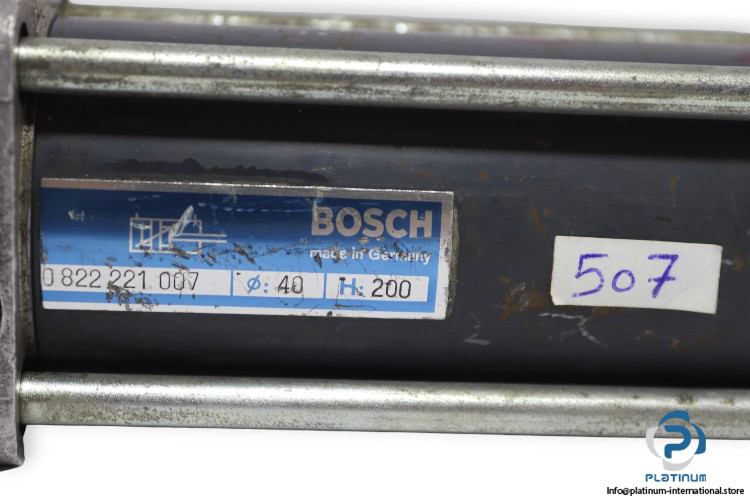 BOSCH
made in Germany
0 822 221 007 ø: 40 H: 200
507
PLATINUM
Info@platinum-international.store